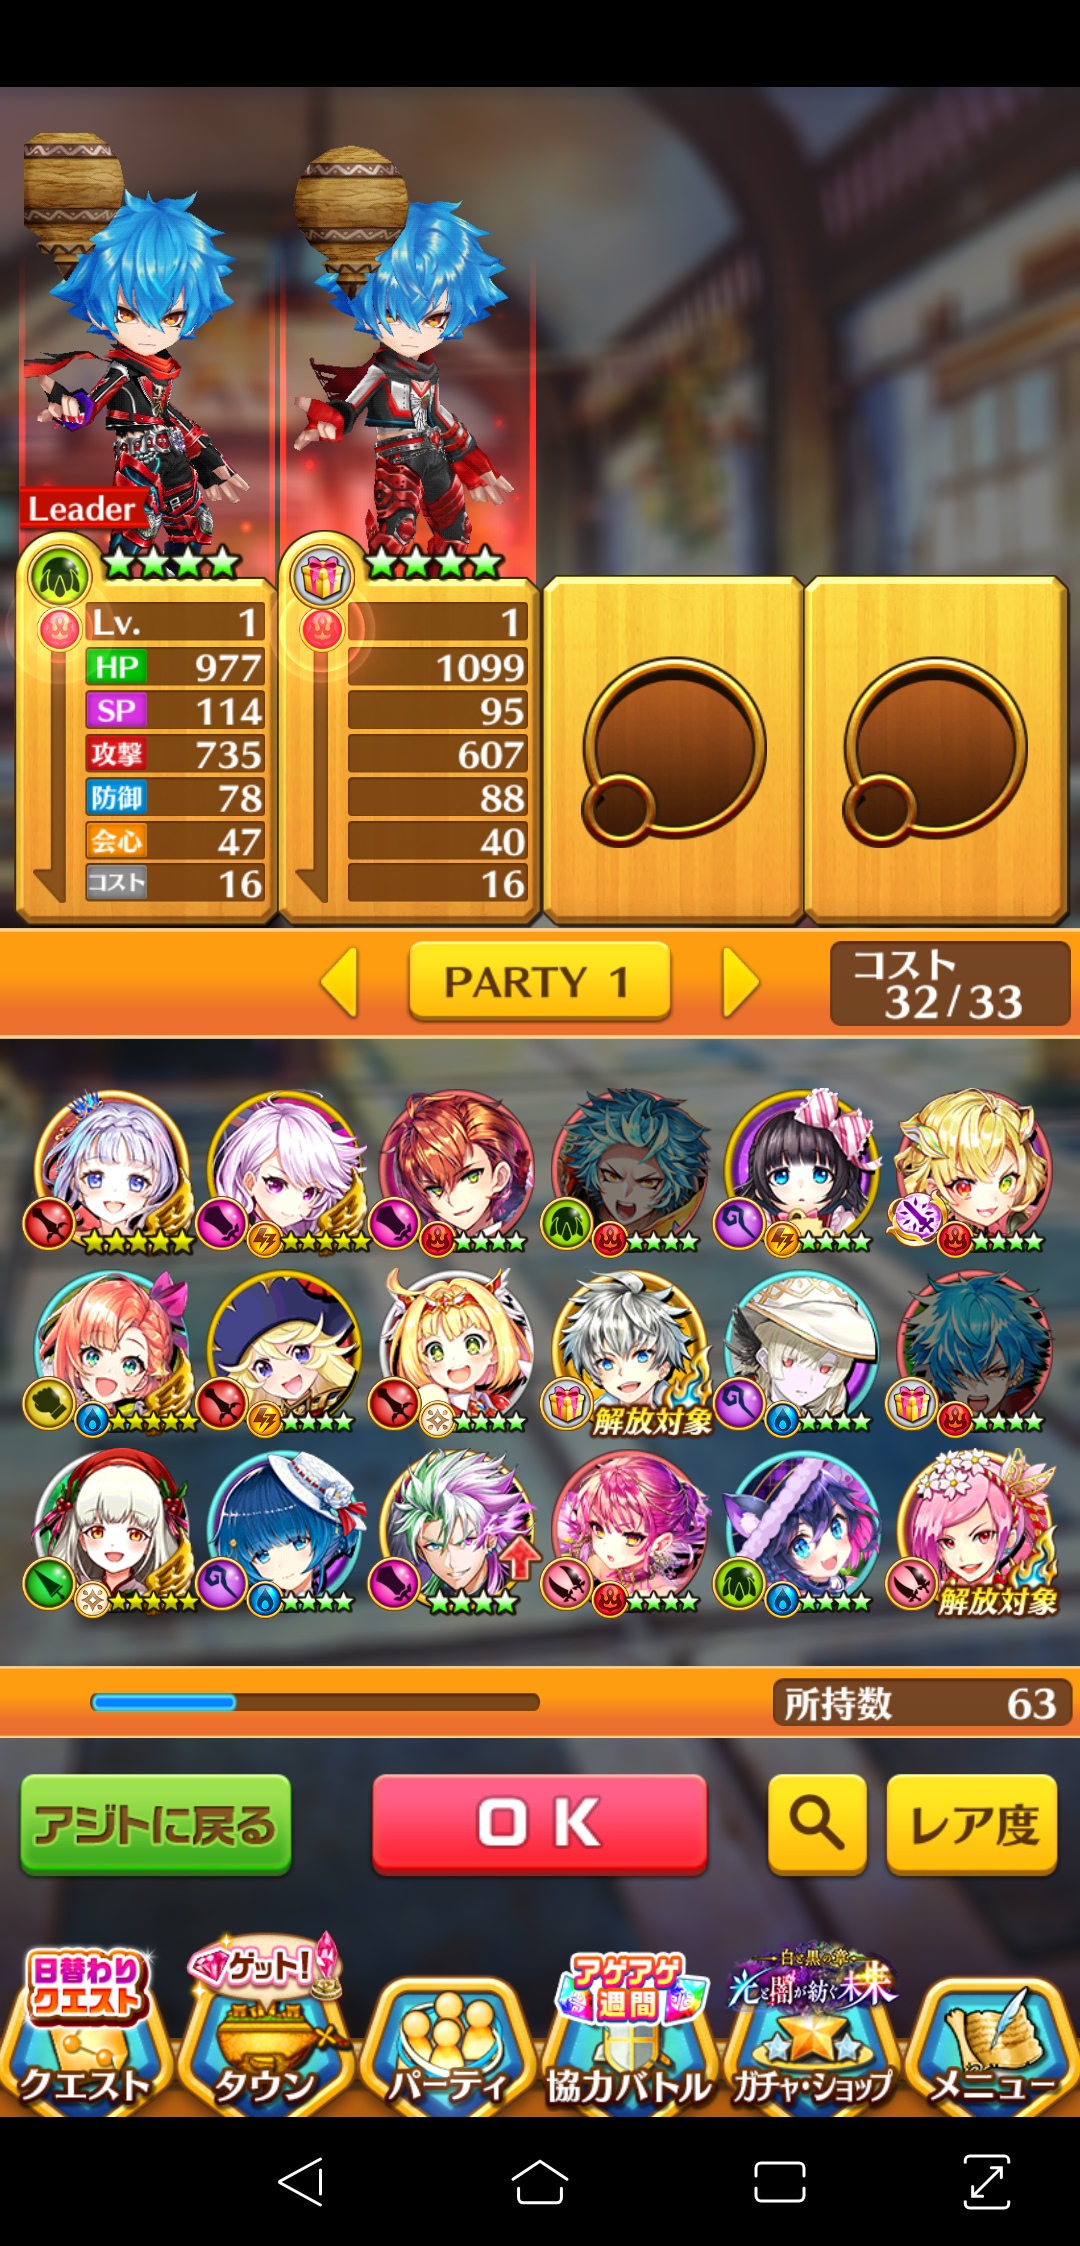 Leader
Lv. 1 1
HP 977 1099
SP 114 95
攻撃 735 607
防御 78 88
会心 47 40
コスト 16 16
PARTY 1
コスト
32/33
解放対象
解放対象
所持数 63
アジトに戻る
OK
レア度
日替わり
クエスト
ゲット!
アゲアゲ
週間
白と黒の章
光と闇が紡ぐ未来
クエスト
タウン
パーティ
協力バトル
ガチャ・ショップ
メニュー